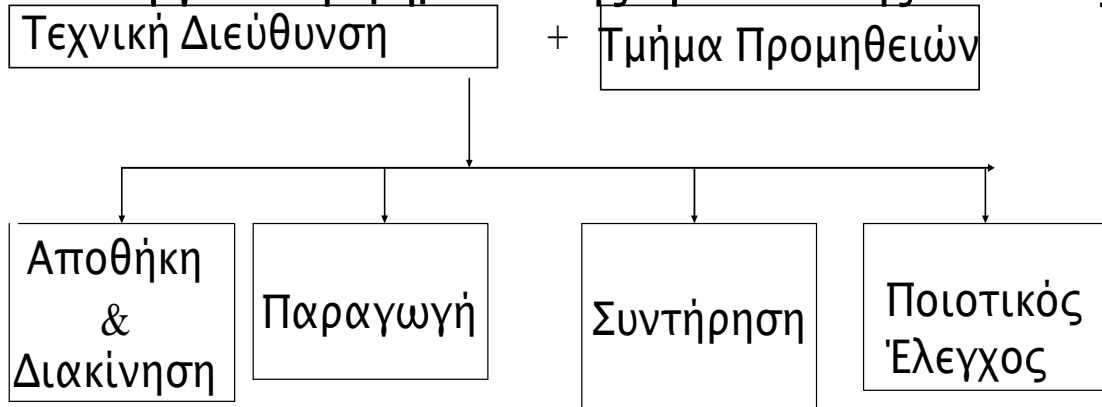 Τεχνική Διεύθυνση + Τμήμα Προμηθειών
Αποθήκη
&
Διακίνηση
Παραγωγή
Συντήρηση
Ποιοτικός
Έλεγχος